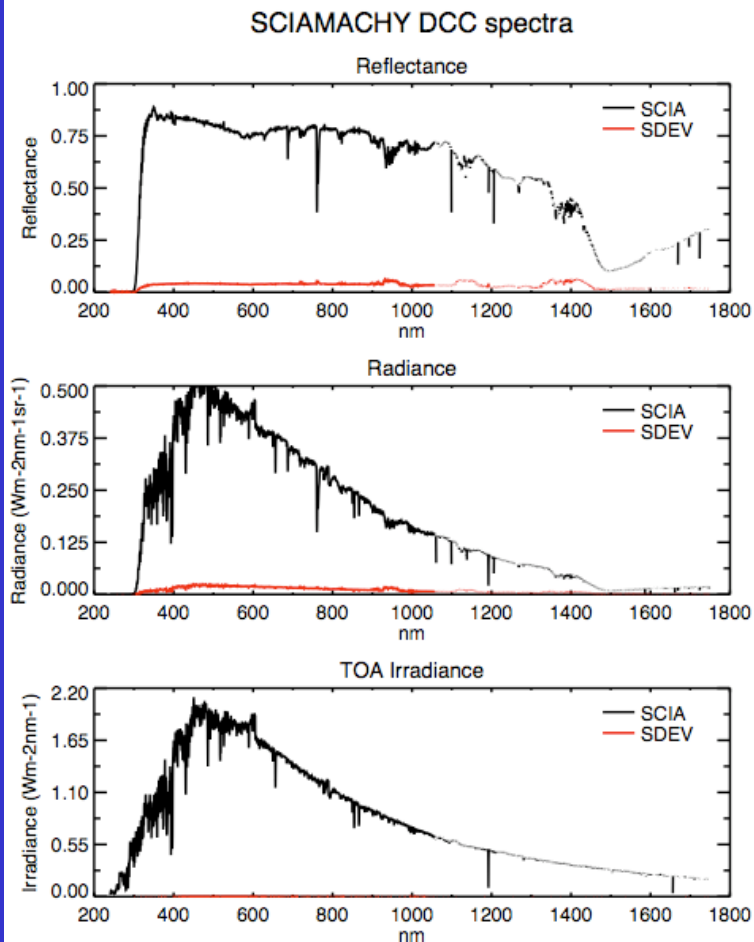 SCIAMACHY DCC spectra
Reflectance
1.00
0.75
0.50
0.25
0.00
Reflectance
SCIA
SDEV
200 400 600 800 1000 1200 1400 1600 1800
nm
Radiance
0.500
0.375
0.250
0.125
0.000
Radiance (Wm-2nm-1sr-1)
SCIA
SDEV
200 400 600 800 1000 1200 1400 1600 1800
nm
TOA Irradiance
2.20
1.65
1.10
0.55
0.00
Irradiance (Wm-2nm-1)
SCIA
SDEV
200 400 600 800 1000 1200 1400 1600 1800
nm